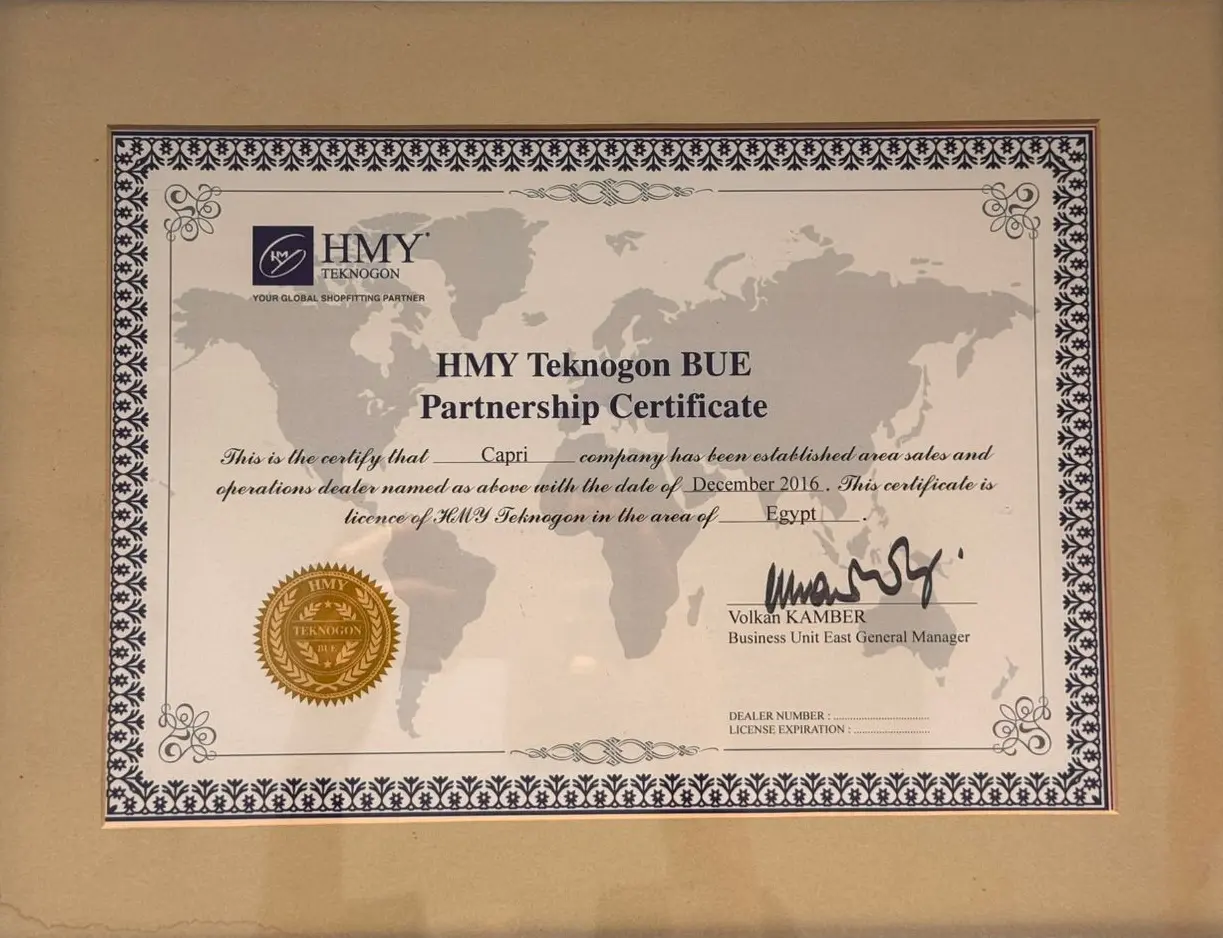 HMY
HMY
TEKNOGON
YOUR GLOBAL SHOPFITTING PARTNER
HMY Teknogon BUE
Partnership Certificate
This is the certify that Capri company has been established area sales and
operations dealer named as above with the date of December 2016. This certificate is
licence of HMY Teknogon in the area of Egypt.
HMY
TEKNOGON
BUE
Volkan KAMBER
Business Unit East General Manager
DEALER NUMBER : ................................
LICENSE EXPIRATION : .........................